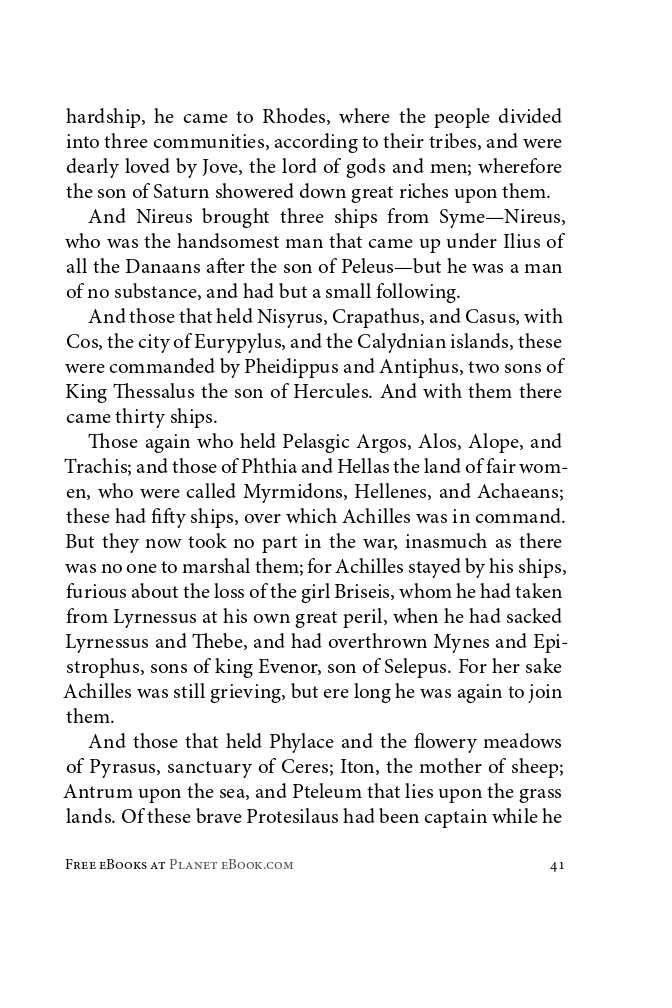 hardship, he came to Rhodes, where the people divided
into three communities, according to their tribes, and were
dearly loved by Jove, the lord of gods and men; wherefore
the son of Saturn showered down great riches upon them.
And Nireus brought three ships from Syme—Nireus,
who was the handsomest man that came up under Ilius of
all the Danaans after the son of Peleus—but he was a man
of no substance, and had but a small following.
And those that held Nisyrus, Crapathus, and Casus, with
Cos, the city of Eurypylus, and the Calydnian islands, these
were commanded by Pheidippus and Antiphus, two sons of
King Thessalus the son of Hercules. And with them there
came thirty ships.
Those again who held Pelasgic Argos, Alos, Alope, and
Trachis; and those of Phthia and Hellas the land of fair wom-
en, who were called Myrmidons, Hellenes, and Achaeans;
these had fifty ships, over which Achilles was in command.
But they now took no part in the war, inasmuch as there
was no one to marshal them; for Achilles stayed by his ships,
furious about the loss of the girl Briseis, whom he had taken
from Lyrnessus at his own great peril, when he had sacked
Lyrnessus and Thebe, and had overthrown Mynes and Epi-
strophus, sons of king Evenor, son of Selepus. For her sake
Achilles was still grieving, but ere long he was again to join
them.
And those that held Phylace and the flowery meadows
of Pyrasus, sanctuary of Ceres; Iton, the mother of sheep;
Antrum upon the sea, and Pteleum that lies upon the grass
lands. Of these brave Protesilaus had been captain while he
Free eBooks at Planet eBook.com 41